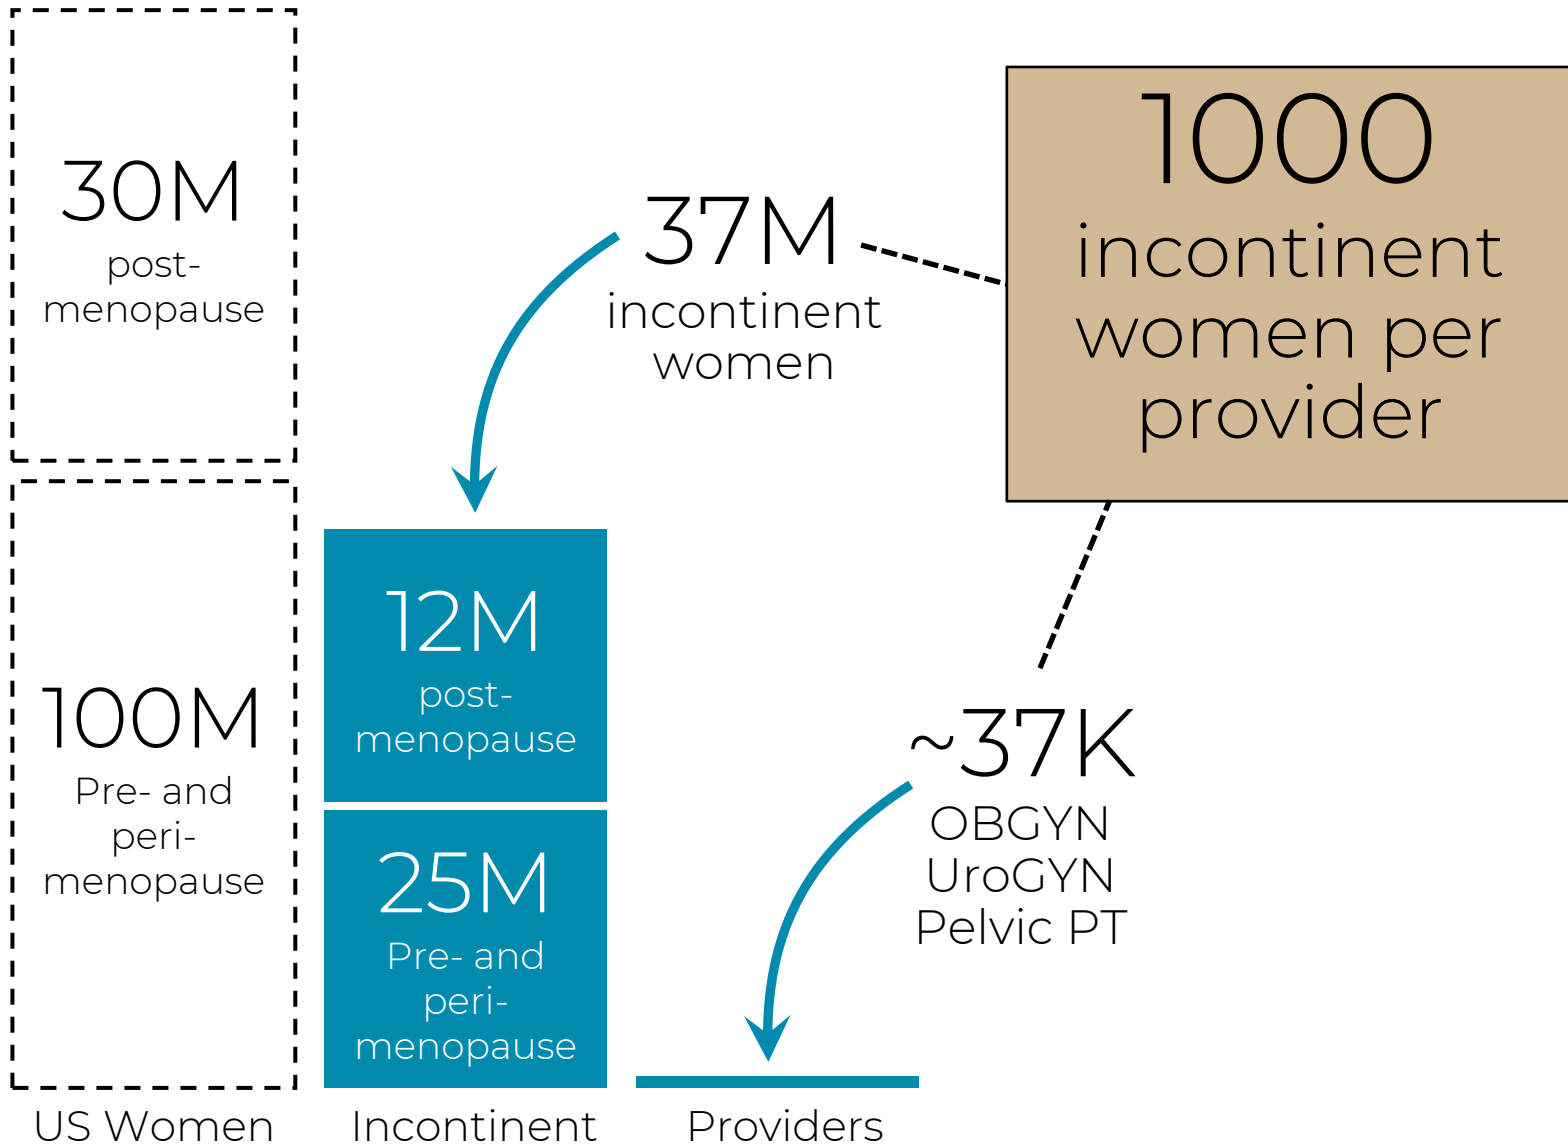 30M
post-
menopause
100M
Pre- and
peri-
menopause
US Women
12M
post-
menopause
25M
Pre- and
peri-
menopause
Incontinent
37M
incontinent
women
~37K
OBGYN
UroGYN
Pelvic PT
Providers
1000
incontinent
women per
provider